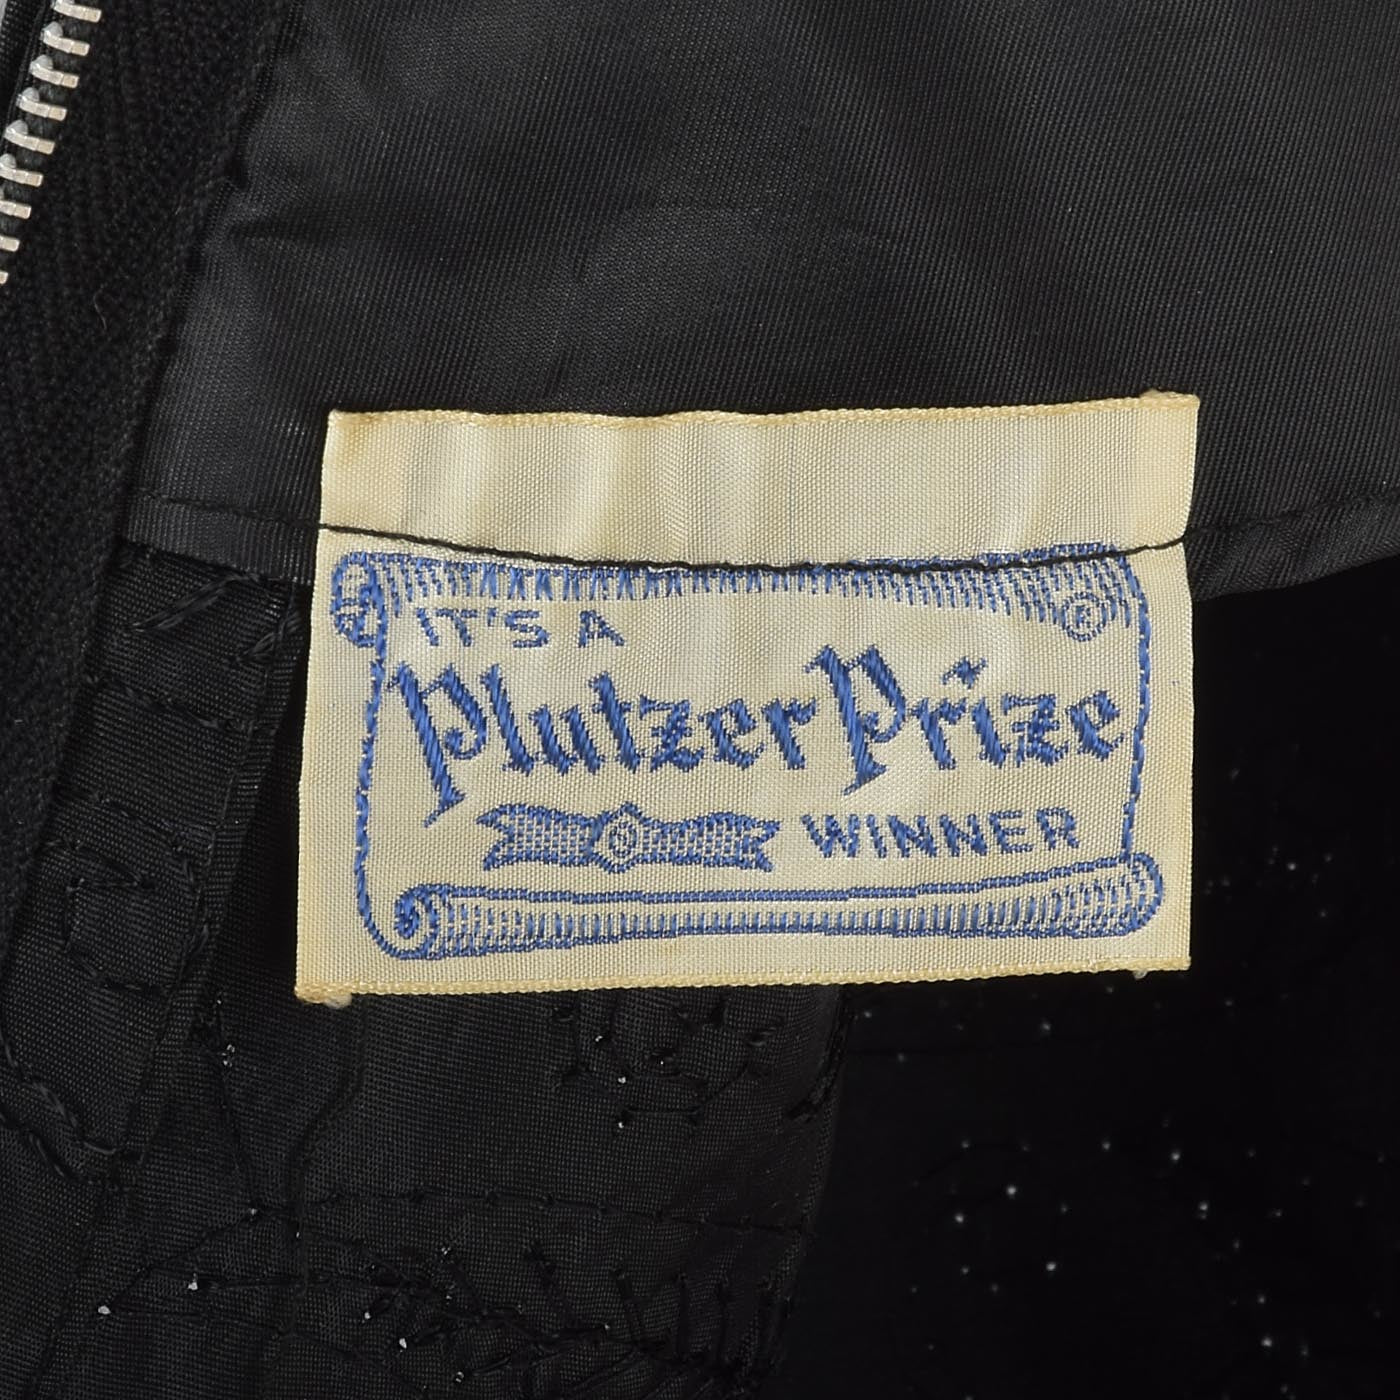 IT'S A
Plutzer Prize
WINNER